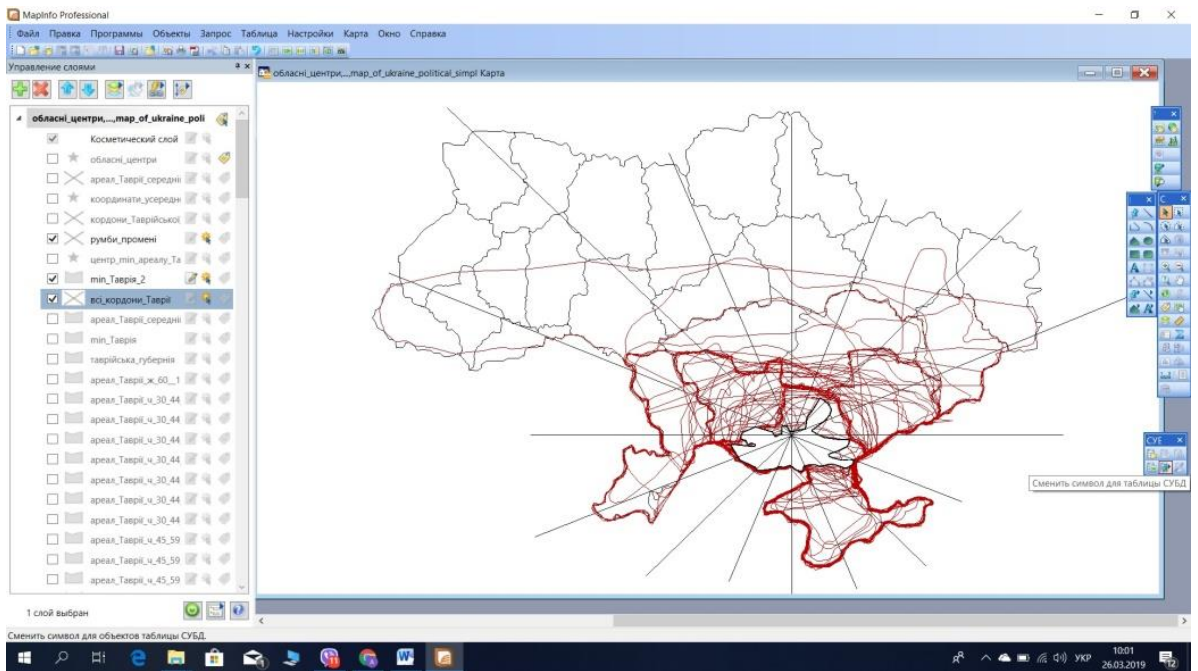 MapInfo Professional
Файл Правка Программы Объекты Запрос Таблица Настройки Карта Окно Справка
Управление слоями
обласні_центри,...,map_of_ukraine_poli
Косметический слой
обласні_центри
ареал_Таврії_середні
координати_усередн
кордони_Таврійської
румби_промені
центр_min_ареалу_Та
min_Таврія_2
всі_кордони_Таврії
ареал_Таврії_середні
min_Таврія
таврійська_губернія
ареал_Таврії_ж_60__1
ареал_Таврії_ч_30_44
ареал_Таврії_ч_30_44
ареал_Таврії_ч_30_44
ареал_Таврії_ч_30_44
ареал_Таврії_ч_30_44
ареал_Таврії_ч_30_44
ареал_Таврії_ч_30_44
ареал_Таврії_ч_45_59
ареал_Таврії_ч_45_59
ареал_Таврії_ч_45_59
1 слой выбран
обласні_центри,...,map_of_ukraine_political_simpl Карта
С
СУБ
Сменить символ для таблицы СУБД
Сменить символ для объектов таблицы СУБД.
УКР
10:01
26.03.2019